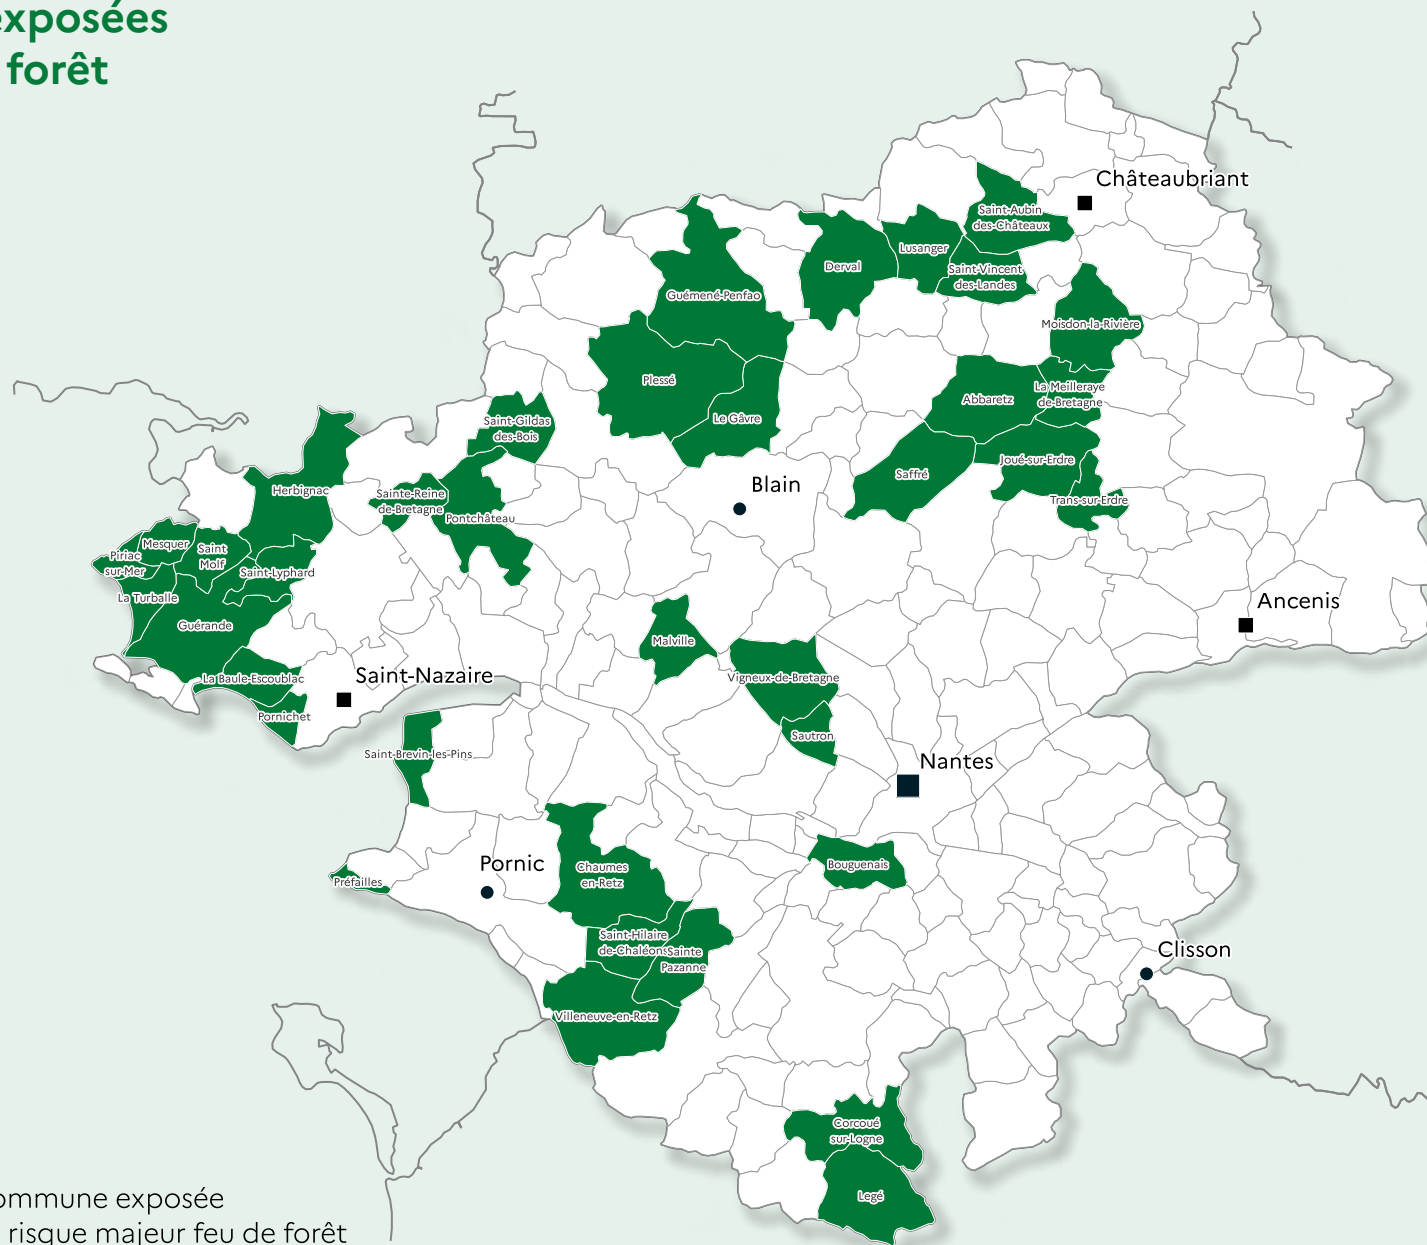 exposées
forêt
Châteaubriant
Saint-Aubin
des-Châteaux
Lusanger
Derval
Saint-Vincent
des-Landes
Guémené-Penfao
Moisdon-la-Rivière
Plessé
La Meilleraye
de-Bretagne
Abbaretz
Le Gâvre
Saint-Gildas
des-Bois
Joué-sur-Erdre
Saffré
Blain
Herbignac
Sainte-Reine
de-Bretagne
Trans-sur-Erdre
Pontchâteau
Mesquer
Saint
Molf
Piriac
sur-Mer
Saint-Lyphard
La Turballe
Ancenis
Guérande
Malville
Saint-Nazaire
La Baule-Escoublac
Vigneux-de-Bretagne
Pornichet
Sautron
Saint-Brevin-les-Pins
Nantes
Pornic
Bouguenais
Chaumes
en-Retz
Préfailles
Saint-Hilaire
de-Chaléons
Sainte
Pazanne
Clisson
Villeneuve-en-Retz
Corcoué
sur-Logne
Legé
ommune exposée
risque majeur feu de forêt